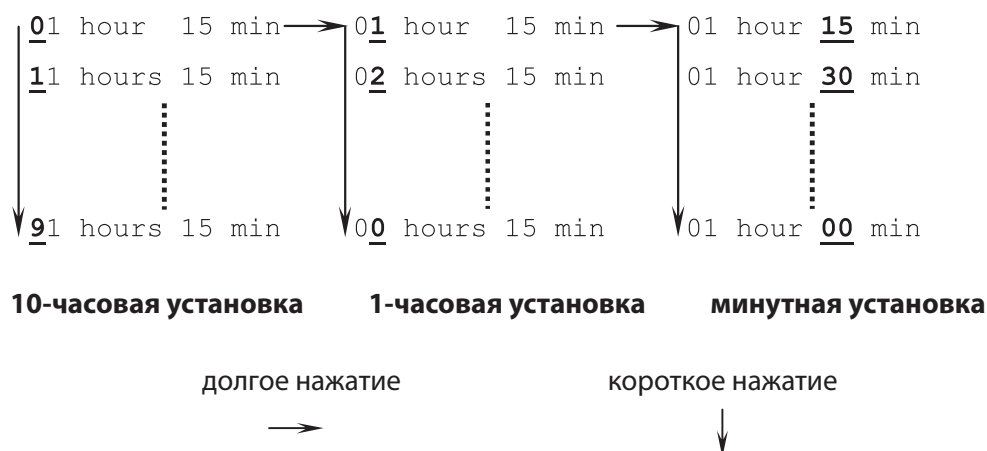 01 hour 15 min 01 hour 15 min 01 hour 15 min
11 hours 15 min 02 hours 15 min 01 hour 30 min
91 hours 15 min 00 hours 15 min 01 hour 00 min
10-часовая установка 1-часовая установка минутная установка
долгое нажатие короткое нажатие